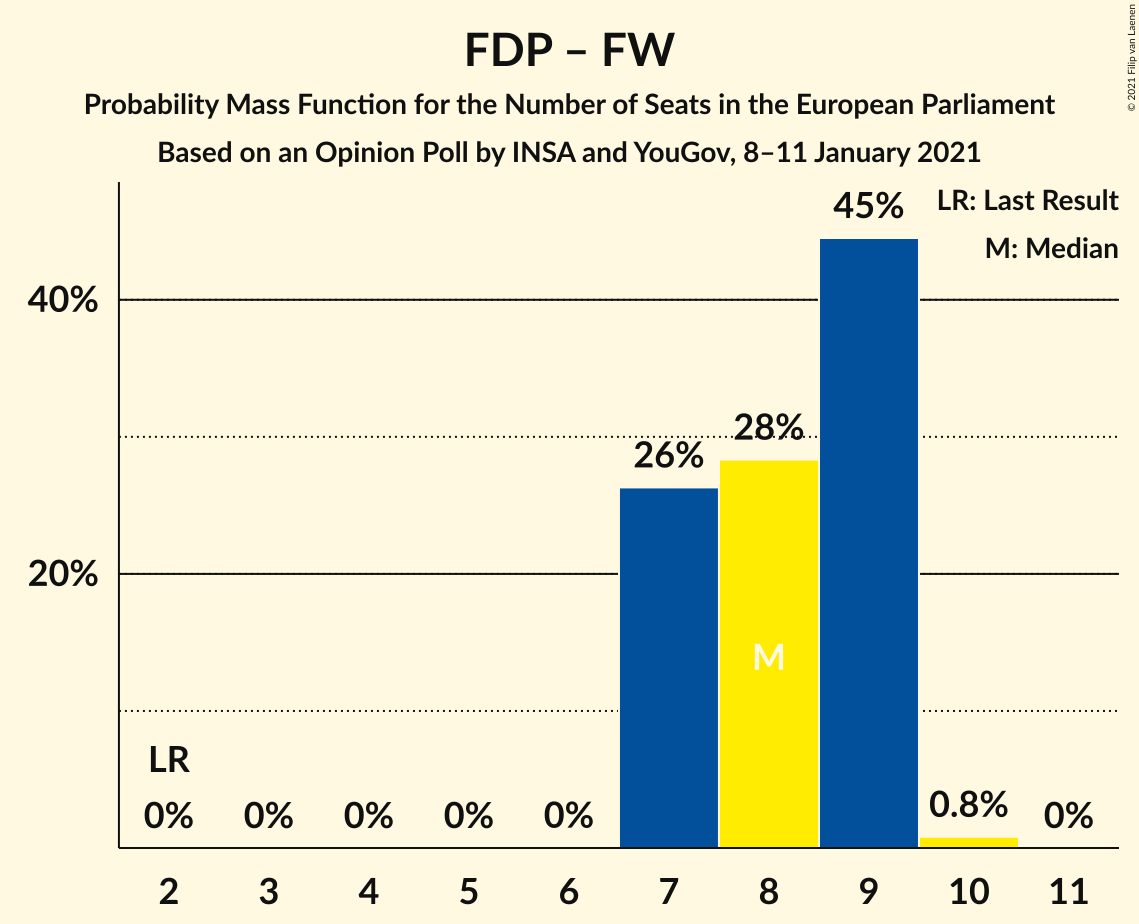 FDP – FW
Probability Mass Function for the Number of Seats in the European Parliament
Based on an Opinion Poll by INSA and YouGov, 8–11 January 2021
© 2021 Filip van Laenen
LR: Last Result
M: Median
45%
40%
28%
26%
20%
M
LR
0% 0% 0% 0% 0% 0.8% 0%
2 3 4 5 6 7 8 9 10 11